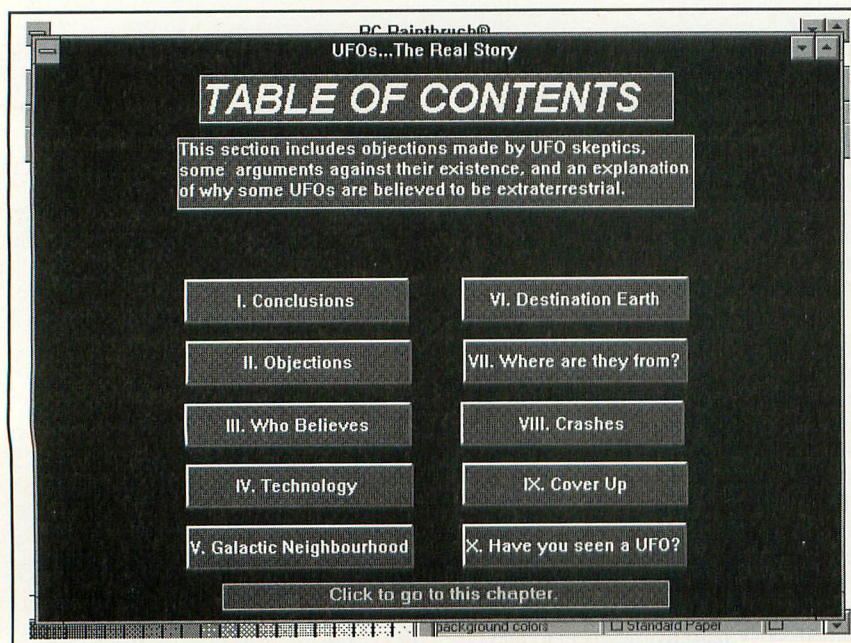 PC Paintbrush®
UFOs...The Real Story
TABLE OF CONTENTS
This section includes objections made by UFO skeptics,
some arguments against their existence, and an explanation
of why some UFOs are believed to be extraterrestrial.
I. Conclusions
II. Objections
III. Who Believes
IV. Technology
V. Galactic Neighbourhood
VI. Destination Earth
VII. Where are they from?
VIII. Crashes
IX. Cover Up
X. Have you seen a UFO?
Click to go to this chapter.
background colors
Standard Paper